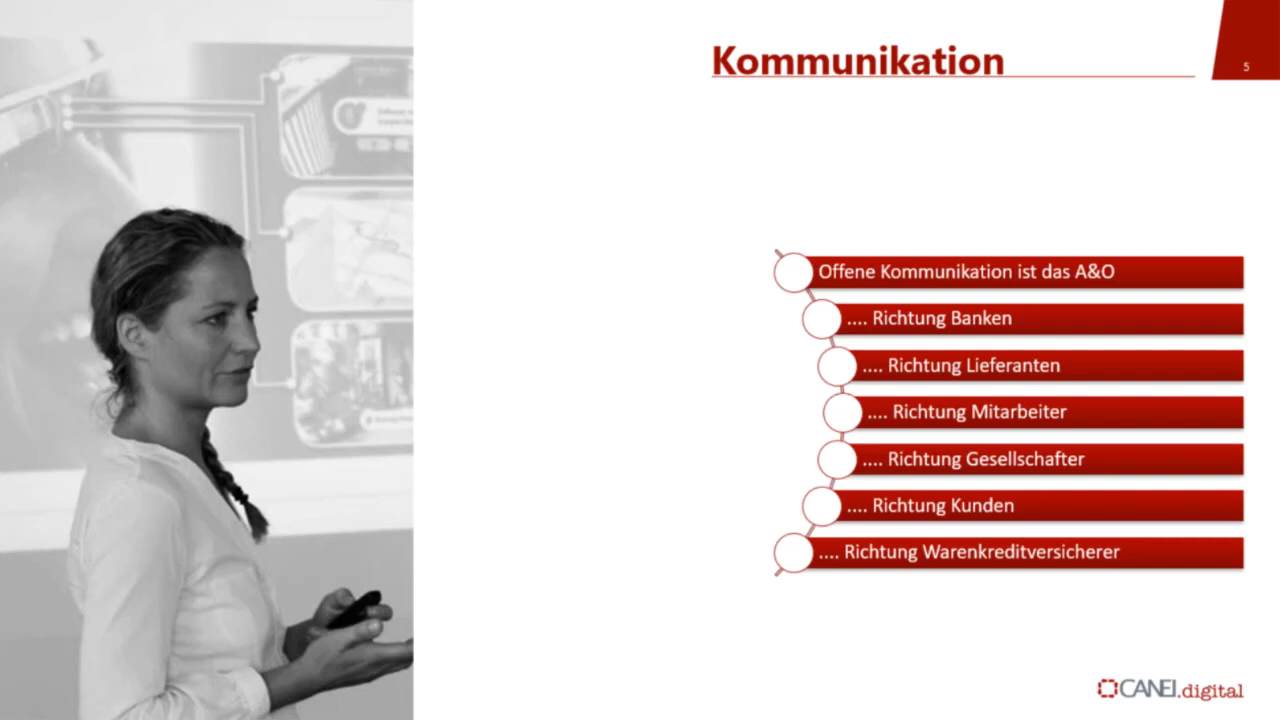 Kommunikation
5
Offene Kommunikation ist das A&O
.... Richtung Banken
.... Richtung Lieferanten
.... Richtung Mitarbeiter
.... Richtung Gesellschafter
.... Richtung Kunden
.... Richtung Warenkreditversicherer
CANEI.digital